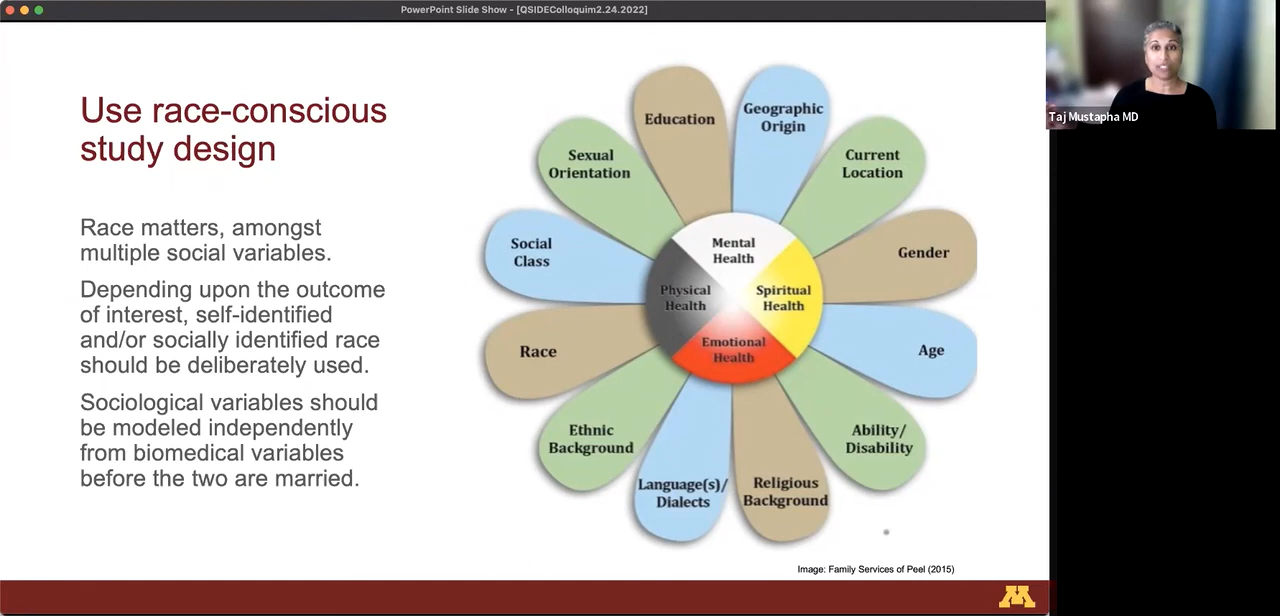 PowerPoint Slide Show - [QSIDEColloquim2.24.2022]
Use race-conscious
study design
Race matters, amongst
multiple social variables.
Depending upon the outcome
of interest, self-identified
and/or socially identified race
should be deliberately used.
Sociological variables should
be modeled independently
from biomedical variables
before the two are married.
Education
Geographic
Origin
Current
Location
Gender
Age
Ability/
Disability
Religious
Background
Language(s)/
Dialects
Ethnic
Background
Race
Social
Class
Sexual
Orientation
Mental
Health
Spiritual
Health
Emotional
Health
Physical
Health
Image: Family Services of Peel (2015)
M
Taj Mustapha MD